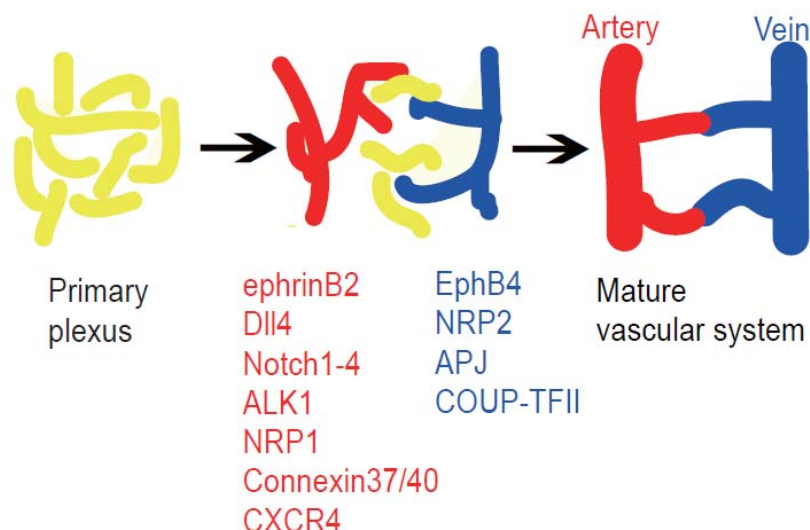 Artery
Vein
Primary
plexus
ephrinB2
Dll4
Notch1-4
ALK1
NRP1
Connexin37/40
CXCR4
EphB4
NRP2
APJ
COUP-TFII
Mature
vascular system